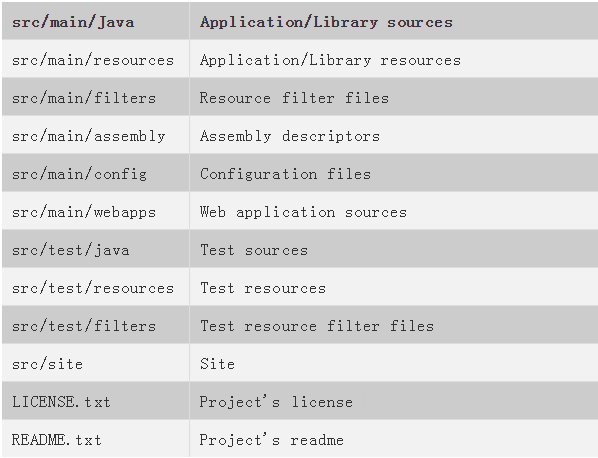 src/main/Java Application/Library sources
src/main/resources Application/Library resources
src/main/filters Resource filter files
src/main/assembly Assembly descriptors
src/main/config Configuration files
src/main/webapps Web application sources
src/test/java Test sources
src/test/resources Test resources
src/test/filters Test resource filter files
src/site Site
LICENSE.txt Project's license
README.txt Project's readme